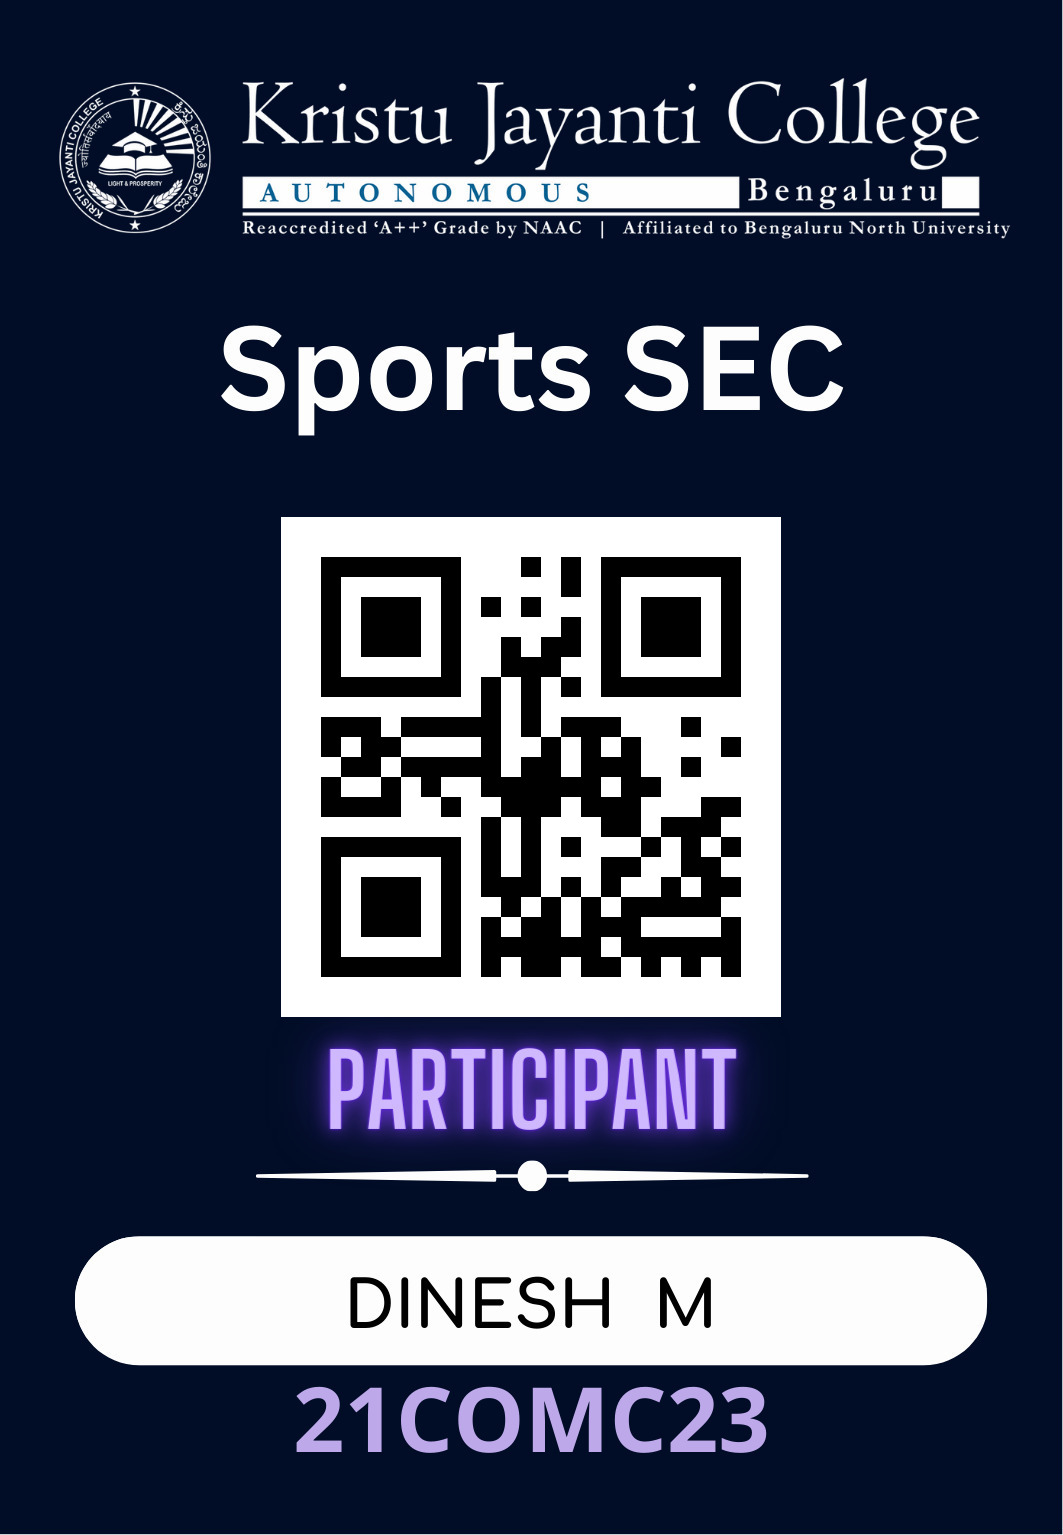 Kristu Jayanti College
AUTONOMOUS Bengaluru
Reaccredited ‘A++’ Grade by NAAC | Affiliated to Bengaluru North University
KRISTU JAYANTI COLLEGE
ಕ್ರಿಸ್ತು ಜಯಂತಿ ಕಾಲೇಜು
LIGHT & PROSPERITY
Sports SEC
PARTICIPANT
DINESH M
21COMC23